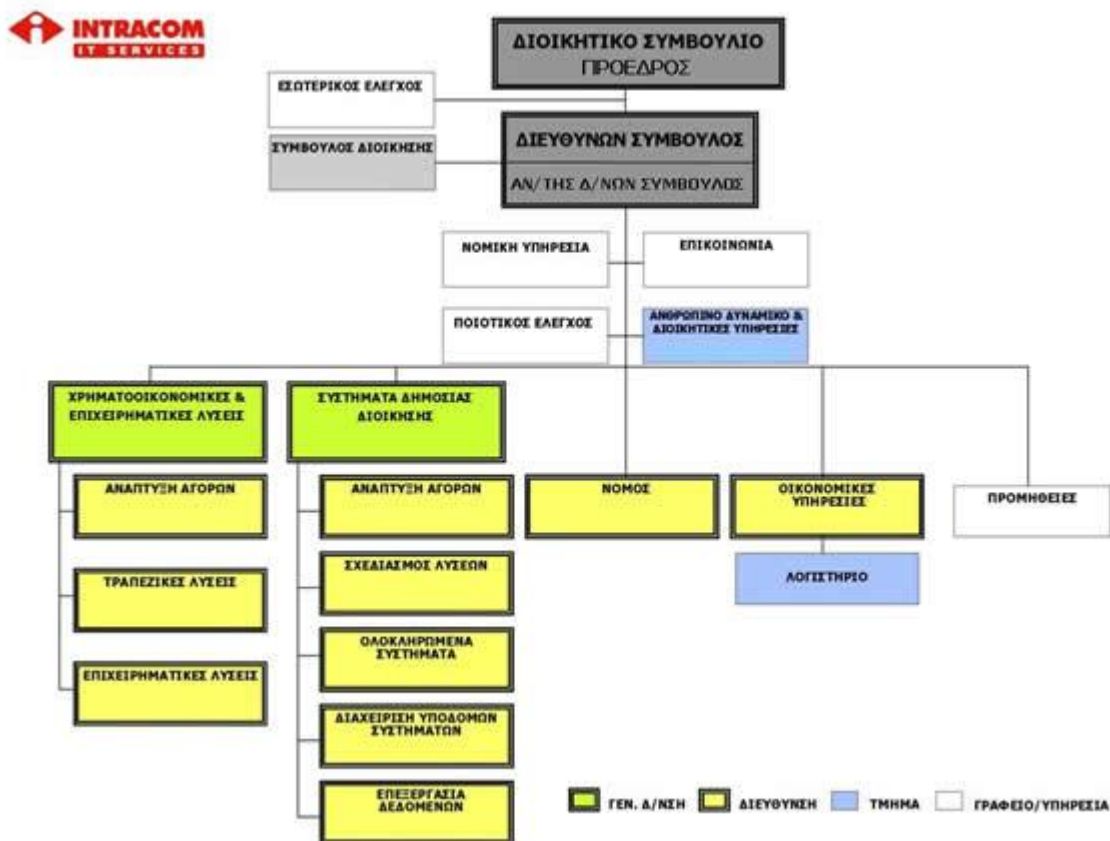 INTRACOM
IT SERVICES
ΔΙΟΙΚΗΤΙΚΟ ΣΥΜΒΟΥΛΙΟ
ΠΡΟΕΔΡΟΣ
ΕΣΩΤΕΡΙΚΟΣ ΕΛΕΓΧΟΣ
ΔΙΕΥΘΥΝΩΝ ΣΥΜΒΟΥΛΟΣ
ΣΥΜΒΟΥΛΟΣ ΔΙΟΙΚΗΣΗΣ
ΑΝ/ΤΗΣ Δ/ΝΩΝ ΣΥΜΒΟΥΛΟΣ
ΝΟΜΙΚΗ ΥΠΗΡΕΣΙΑ
ΕΠΙΚΟΙΝΩΝΙΑ
ΠΟΙΟΤΙΚΟΣ ΕΛΕΓΧΟΣ
ΑΝΘΡΩΠΙΝΟ ΔΥΝΑΜΙΚΟ &
ΔΙΟΙΚΗΤΙΚΕΣ ΥΠΗΡΕΣΙΕΣ
ΧΡΗΜΑΤΟΟΙΚΟΝΟΜΙΚΕΣ &
ΕΠΙΧΕΙΡΗΜΑΤΙΚΕΣ ΛΥΣΕΙΣ
ΣΥΣΤΗΜΑΤΑ ΔΗΜΟΣΙΑΣ
ΔΙΟΙΚΗΣΗΣ
ΑΝΑΠΤΥΞΗ ΑΓΟΡΩΝ
ΤΡΑΠΕΖΙΚΕΣ ΛΥΣΕΙΣ
ΕΠΙΧΕΙΡΗΜΑΤΙΚΕΣ ΛΥΣΕΙΣ
ΑΝΑΠΤΥΞΗ ΑΓΟΡΩΝ
ΣΧΕΔΙΑΣΜΟΣ ΛΥΣΕΩΝ
ΟΛΟΚΛΗΡΩΜΕΝΑ
ΣΥΣΤΗΜΑΤΑ
ΔΙΑΧΕΙΡΙΣΗ ΥΠΟΔΟΜΩΝ
ΣΥΣΤΗΜΑΤΩΝ
ΕΠΕΞΕΡΓΑΣΙΑ
ΔΕΔΟΜΕΝΩΝ
ΝΟΜΟΣ
ΟΙΚΟΝΟΜΙΚΕΣ
ΥΠΗΡΕΣΙΕΣ
ΛΟΓΙΣΤΗΡΙΟ
ΠΡΟΜΗΘΕΙΕΣ
ΓΕΝ. Δ/ΝΣΗ
ΔΙΕΥΘΥΝΣΗ
ΤΜΗΜΑ
ΓΡΑΦΕΙΟ/ΥΠΗΡΕΣΙΑ